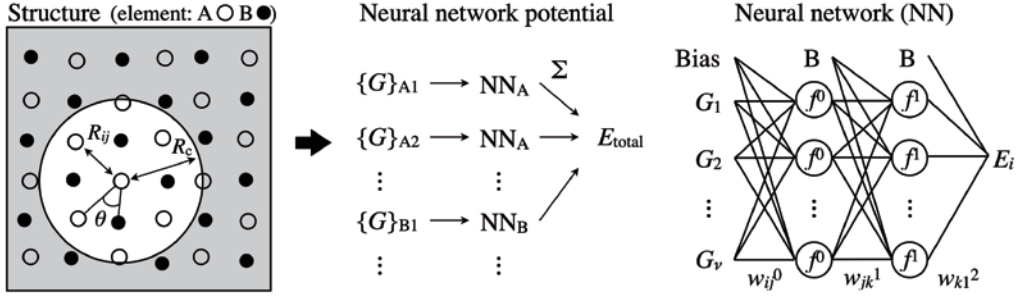 Structure (element: A ○ B ●)
R_ij
R_c
θ
Neural network potential
{G}_A1 → NN_A Σ
{G}_A2 → NN_A → E_total
⋮ ⋮
{G}_B1 → NN_B
⋮ ⋮
Neural network (NN)
Bias B B
G_1 f^0 f^1
G_2 f^0 f^1 E_i
⋮ ⋮ ⋮
G_ν f^0 f^1
w_ij^0 w_jk^1 w_k1^2